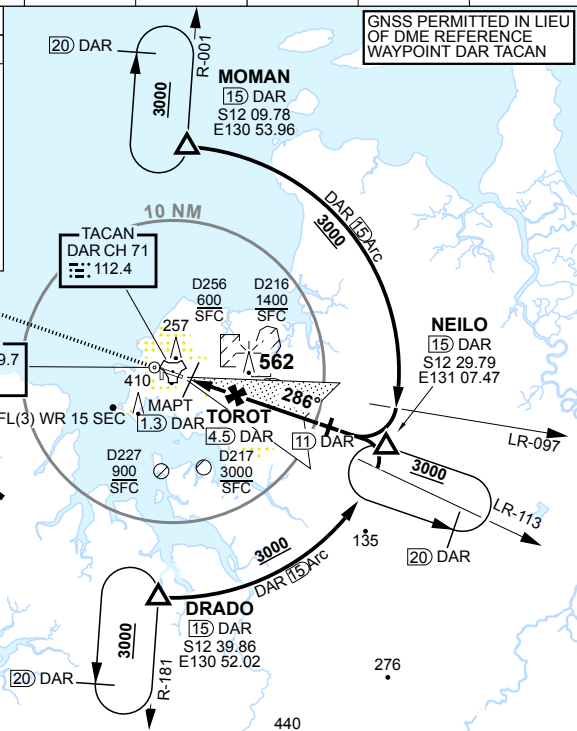 GNSS PERMITTED IN LIEU
OF DME REFERENCE
WAYPOINT DAR TACAN
20 DAR
R-001
3000
MOMAN
15 DAR
S12 09.78
E130 53.96
DAR 15 Arc
3000
10 NM
TACAN
DAR CH 71
112.4
D256
600
SFC
D216
1400
SFC
257
562
NEILO
15 DAR
S12 29.79
E131 07.47
9.7
410
286°
FL(3) WR 15 SEC
MAPT
1.3 DAR
TOROT
4.5 DAR
11 DAR
LR-097
D227
900
SFC
D217
3000
SFC
3000
LR-113
20 DAR
135
3000
DAR 15 Arc
DRADO
15 DAR
S12 39.86
E130 52.02
3000
20 DAR
R-181
276
440